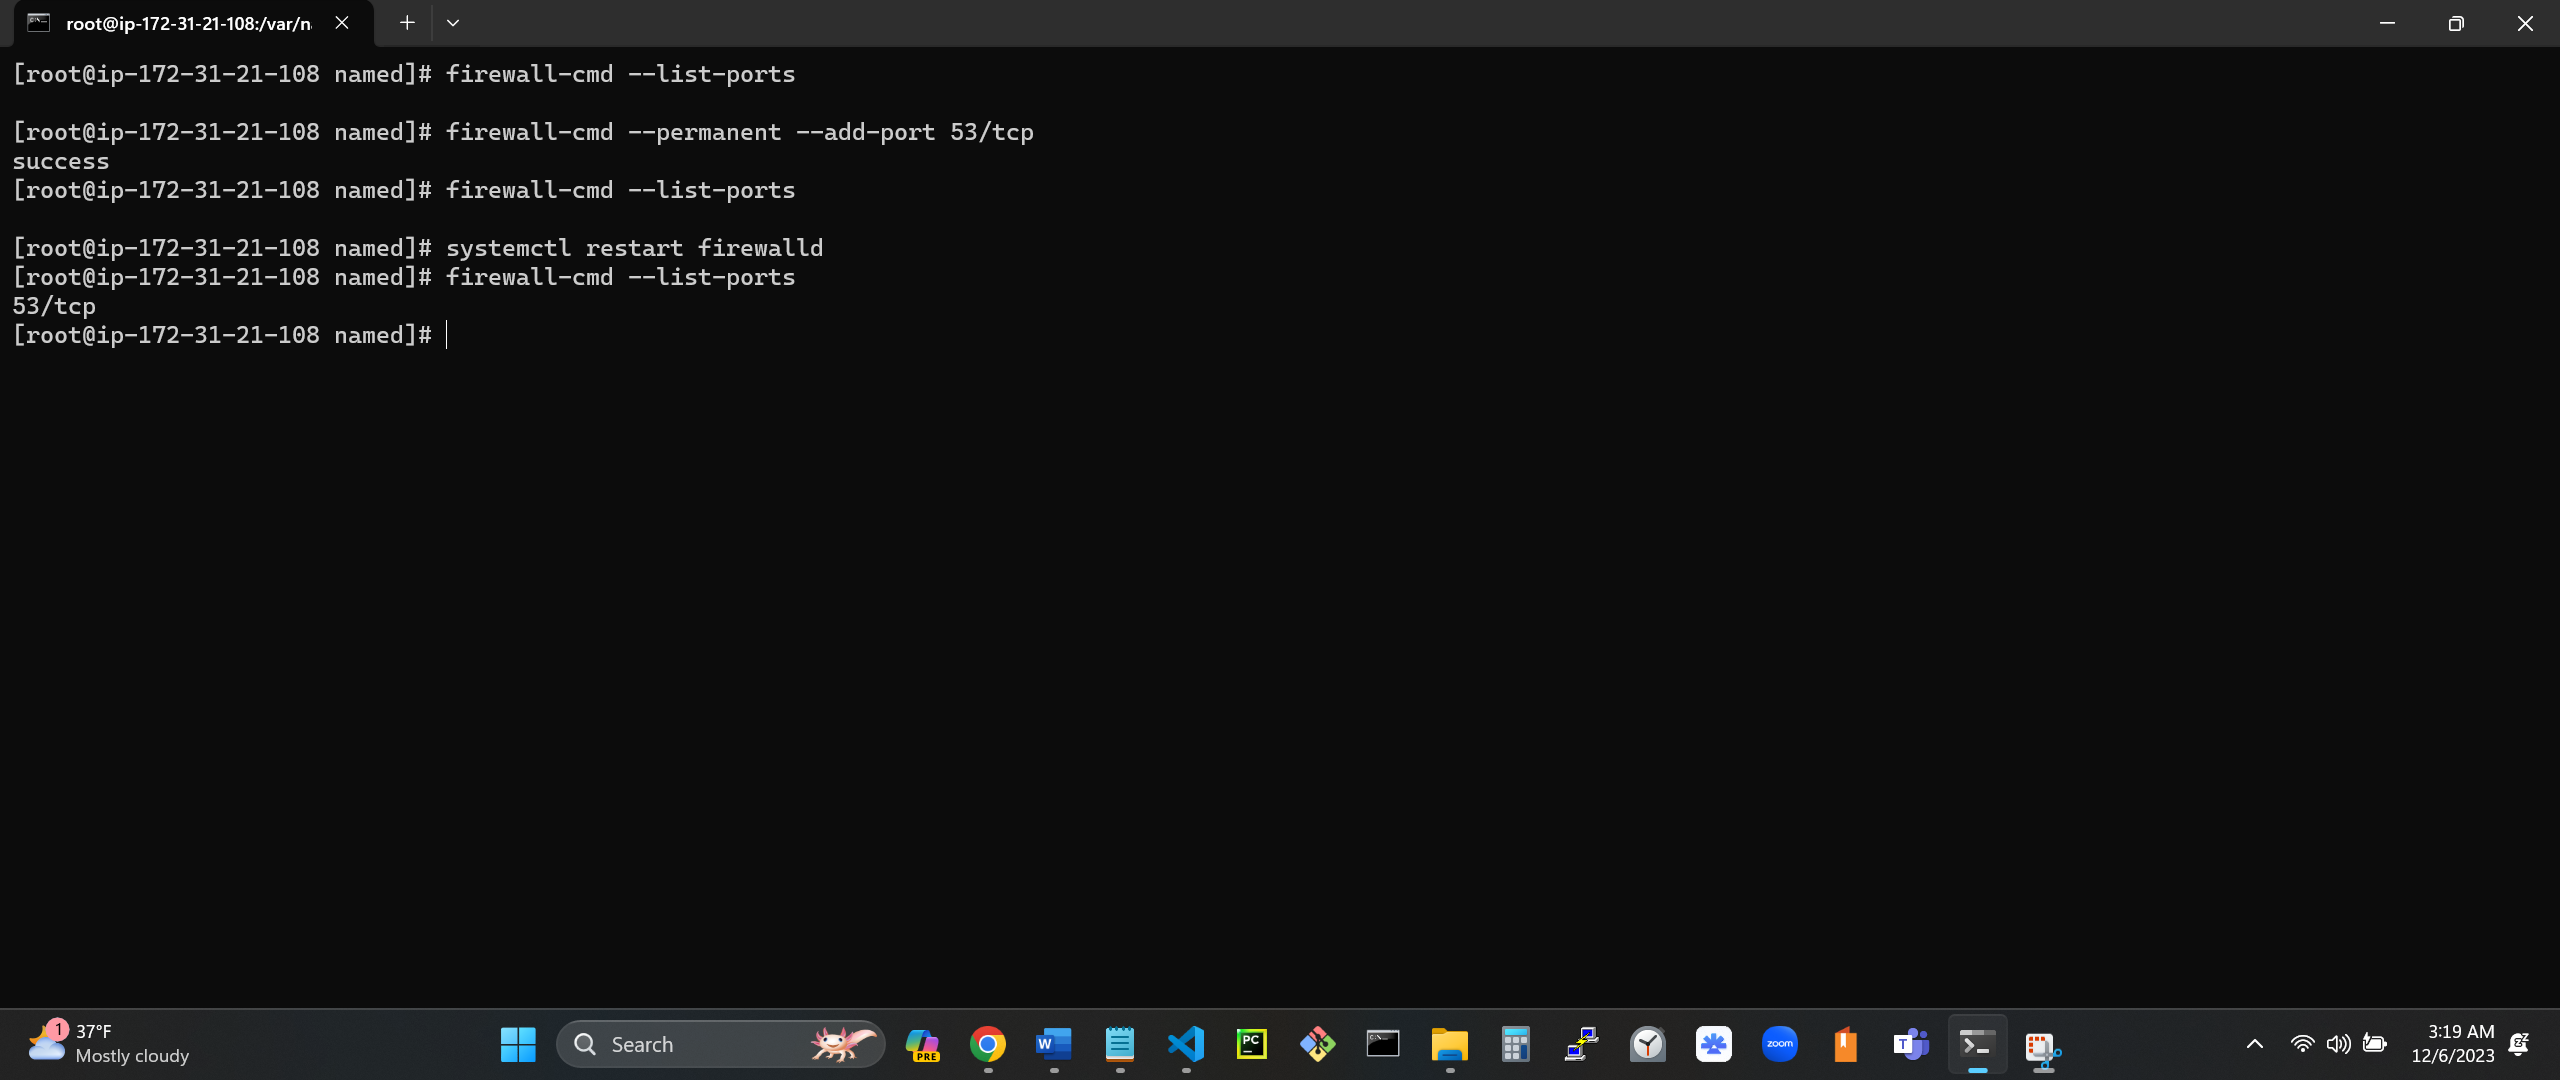 root@ip-172-31-21-108:/var/n
[root@ip-172-31-21-108 named]# firewall-cmd --list-ports
[root@ip-172-31-21-108 named]# firewall-cmd --permanent --add-port 53/tcp
success
[root@ip-172-31-21-108 named]# firewall-cmd --list-ports
[root@ip-172-31-21-108 named]# systemctl restart firewalld
[root@ip-172-31-21-108 named]# firewall-cmd --list-ports
53/tcp
[root@ip-172-31-21-108 named]#
1
37°F
Mostly cloudy
Search
PRE
W
PC
zoom
T
3:19 AM
12/6/2023